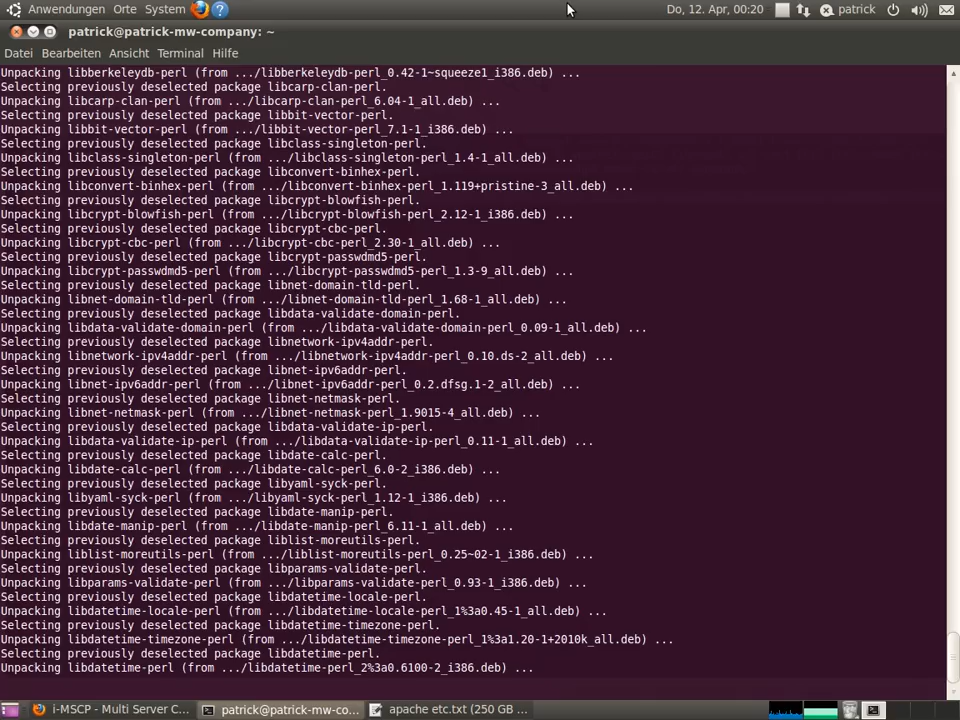 Anwendungen Orte System Do, 12. Apr, 00:20 patrick
patrick@patrick-mw-company: ~
Datei Bearbeiten Ansicht Terminal Hilfe
Unpacking libberkeleydb-perl (from .../libberkeleydb-perl_0.42-1~squeeze1_i386.deb) ...
Selecting previously deselected package libcarp-clan-perl.
Unpacking libcarp-clan-perl (from .../libcarp-clan-perl_6.04-1_all.deb) ...
Selecting previously deselected package libbit-vector-perl.
Unpacking libbit-vector-perl (from .../libbit-vector-perl_7.1-1_i386.deb) ...
Selecting previously deselected package libclass-singleton-perl.
Unpacking libclass-singleton-perl (from .../libclass-singleton-perl_1.4-1_all.deb) ...
Selecting previously deselected package libconvert-binhex-perl.
Unpacking libconvert-binhex-perl (from .../libconvert-binhex-perl_1.119+pristine-3_all.deb) ...
Selecting previously deselected package libcrypt-blowfish-perl.
Unpacking libcrypt-blowfish-perl (from .../libcrypt-blowfish-perl_2.12-1_i386.deb) ...
Selecting previously deselected package libcrypt-cbc-perl.
Unpacking libcrypt-cbc-perl (from .../libcrypt-cbc-perl_2.30-1_all.deb) ...
Selecting previously deselected package libcrypt-passwdmd5-perl.
Unpacking libcrypt-passwdmd5-perl (from .../libcrypt-passwdmd5-perl_1.3-9_all.deb) ...
Selecting previously deselected package libnet-domain-tld-perl.
Unpacking libnet-domain-tld-perl (from .../libnet-domain-tld-perl_1.68-1_all.deb) ...
Selecting previously deselected package libdata-validate-domain-perl.
Unpacking libdata-validate-domain-perl (from .../libdata-validate-domain-perl_0.09-1_all.deb) ...
Selecting previously deselected package libnetwork-ipv4addr-perl.
Unpacking libnetwork-ipv4addr-perl (from .../libnetwork-ipv4addr-perl_0.10.ds-2_all.deb) ...
Selecting previously deselected package libnet-ipv6addr-perl.
Unpacking libnet-ipv6addr-perl (from .../libnet-ipv6addr-perl_0.2.dfsg.1-2_all.deb) ...
Selecting previously deselected package libnet-netmask-perl.
Unpacking libnet-netmask-perl (from .../libnet-netmask-perl_1.9015-4_all.deb) ...
Selecting previously deselected package libdata-validate-ip-perl.
Unpacking libdata-validate-ip-perl (from .../libdata-validate-ip-perl_0.11-1_all.deb) ...
Selecting previously deselected package libdate-calc-perl.
Unpacking libdate-calc-perl (from .../libdate-calc-perl_6.0-2_i386.deb) ...
Selecting previously deselected package libyaml-syck-perl.
Unpacking libyaml-syck-perl (from .../libyaml-syck-perl_1.12-1_i386.deb) ...
Selecting previously deselected package libdate-manip-perl.
Unpacking libdate-manip-perl (from .../libdate-manip-perl_6.11-1_all.deb) ...
Selecting previously deselected package liblist-moreutils-perl.
Unpacking liblist-moreutils-perl (from .../liblist-moreutils-perl_0.25~02-1_i386.deb) ...
Selecting previously deselected package libparams-validate-perl.
Unpacking libparams-validate-perl (from .../libparams-validate-perl_0.93-1_i386.deb) ...
Selecting previously deselected package libdatetime-locale-perl.
Unpacking libdatetime-locale-perl (from .../libdatetime-locale-perl_1%3a0.45-1_all.deb) ...
Selecting previously deselected package libdatetime-timezone-perl.
Unpacking libdatetime-timezone-perl (from .../libdatetime-timezone-perl_1%3a1.20-1+2010k_all.deb) ...
Selecting previously deselected package libdatetime-perl.
Unpacking libdatetime-perl (from .../libdatetime-perl_2%3a0.6100-2_i386.deb) ...
i-MSCP - Multi Server C... patrick@patrick-mw-co... apache etc.txt (250 GB ...